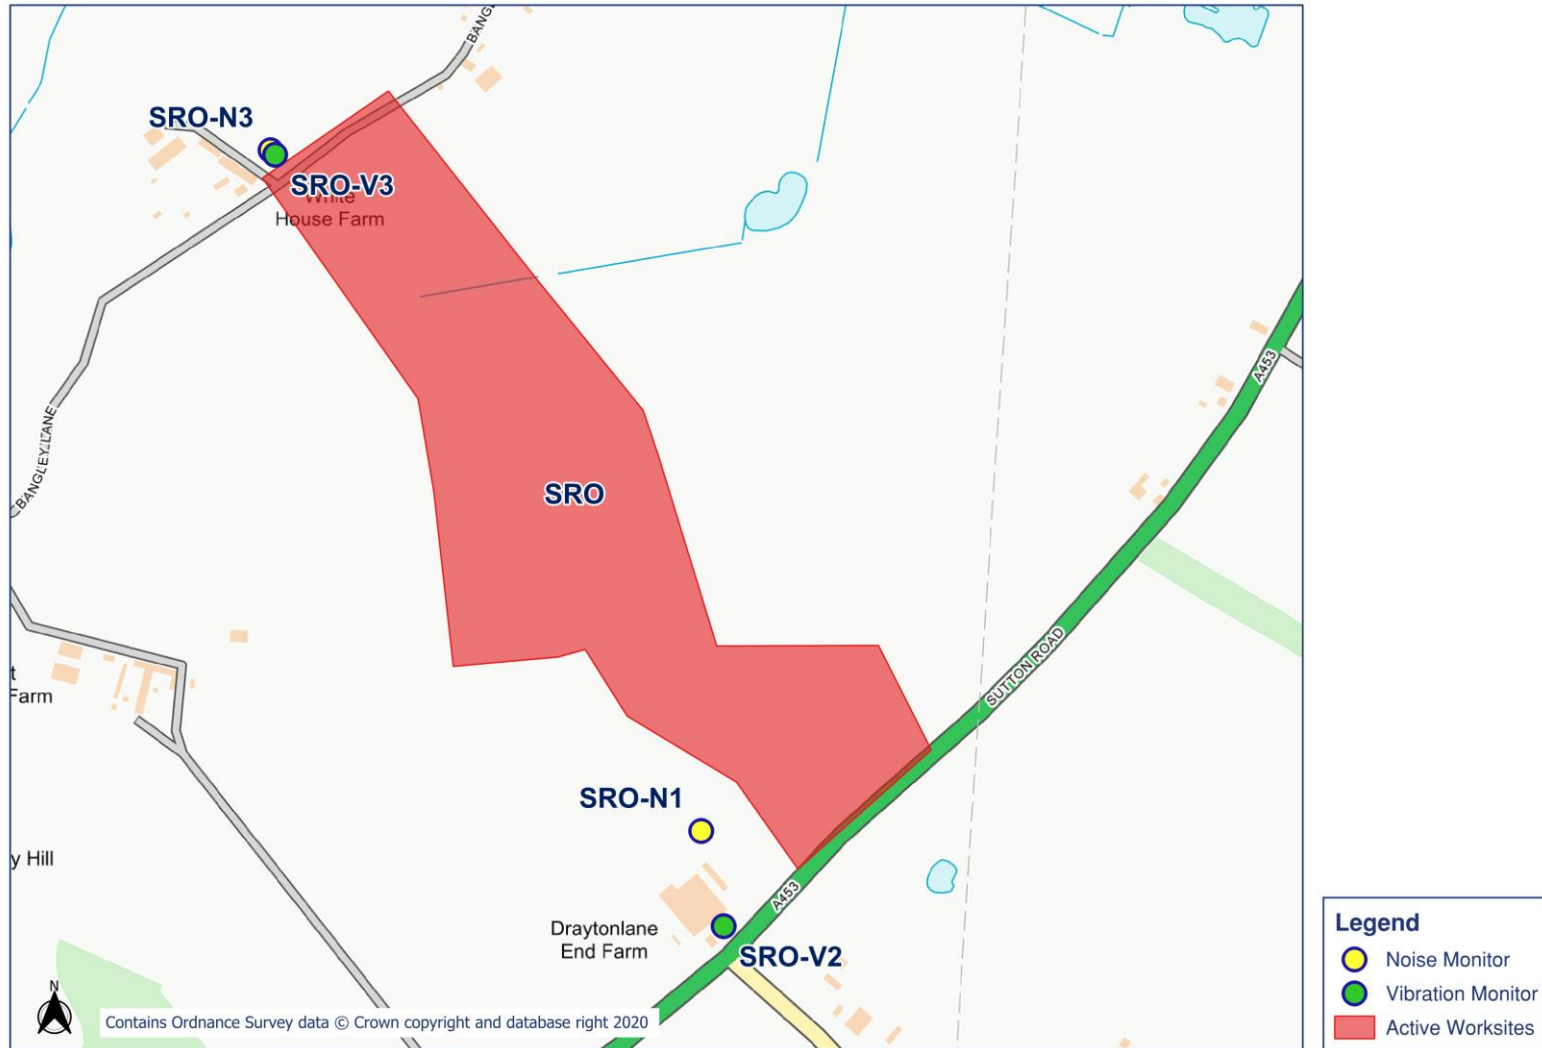 BANGL
SRO-N3
SRO-V3
White
House Farm
A453
BANGLEY LANE
SRO
SUTTON ROAD
t
Farm
SRO-N1
y Hill
A453
Draytonlane
End Farm
SRO-V2
N
Contains Ordnance Survey data © Crown copyright and database right 2020
Legend
Noise Monitor
Vibration Monitor
Active Worksites